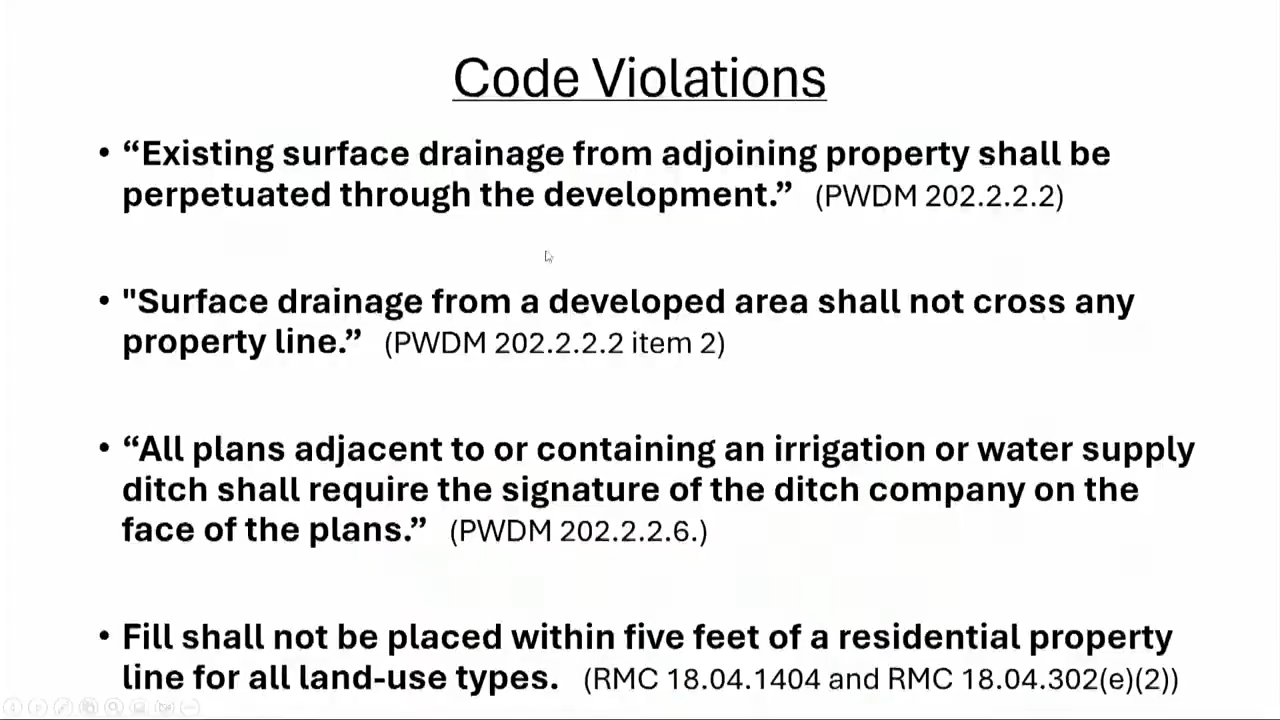 Code Violations
• “Existing surface drainage from adjoining property shall be
perpetuated through the development.” (PWDM 202.2.2.2)
• "Surface drainage from a developed area shall not cross any
property line.” (PWDM 202.2.2.2 item 2)
• “All plans adjacent to or containing an irrigation or water supply
ditch shall require the signature of the ditch company on the
face of the plans.” (PWDM 202.2.2.6.)
• Fill shall not be placed within five feet of a residential property
line for all land-use types. (RMC 18.04.1404 and RMC 18.04.302(e)(2))